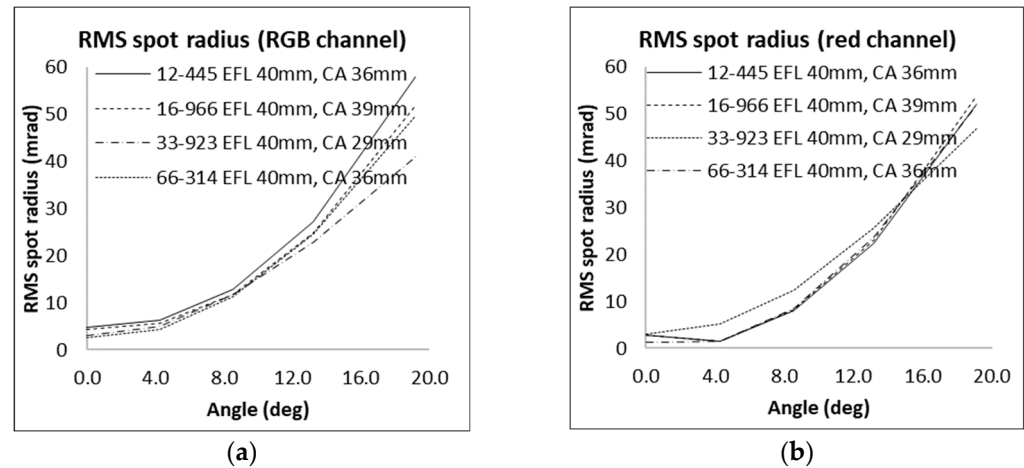 RMS spot radius (RGB channel)
12-445 EFL 40mm, CA 36mm
16-966 EFL 40mm, CA 39mm
33-923 EFL 40mm, CA 29mm
66-314 EFL 40mm, CA 36mm
RMS spot radius (mrad)
60
50
40
30
20
10
0
0.0 4.0 8.0 12.0 16.0 20.0
Angle (deg)
(a)
RMS spot radius (red channel)
12-445 EFL 40mm, CA 36mm
16-966 EFL 40mm, CA 39mm
33-923 EFL 40mm, CA 29mm
66-314 EFL 40mm, CA 36mm
RMS spot radius (mrad)
60
50
40
30
20
10
0
0.0 4.0 8.0 12.0 16.0 20.0
Angle (deg)
(b)